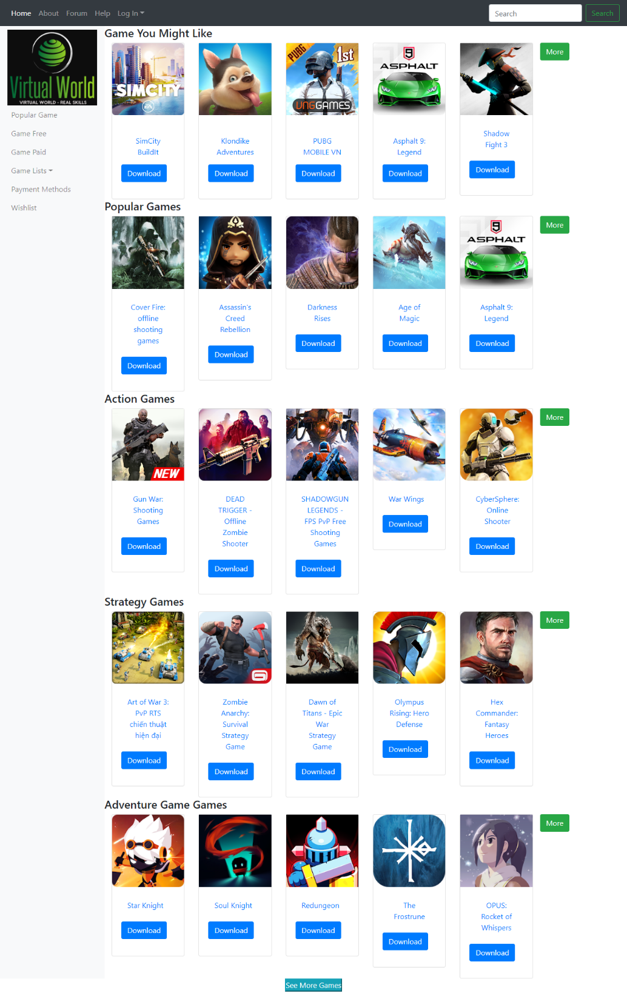 Home About Forum Help Log In
Search
Search
Virtual World
VIRTUAL WORLD - REAL SKILLS
Popular Game
Game Free
Game Paid
Game Lists
Payment Methods
Wishlist
Game You Might Like
More
SIMCITY
EA
PUBG
1st
VNGGAMES
9
ASPHALT
SimCity
BuildIt
Download
Klondike
Adventures
Download
PUBG
MOBILE VN
Download
Asphalt 9:
Legend
Download
Shadow
Fight 3
Download
Popular Games
More
9
ASPHALT
Cover Fire:
offline
shooting
games
Download
Assassin's
Creed
Rebellion
Download
Darkness
Rises
Download
Age of
Magic
Download
Asphalt 9:
Legend
Download
Action Games
More
NEW
Gun War:
Shooting
Games
Download
DEAD
TRIGGER -
Offline
Zombie
Shooter
Download
SHADOWGUN
LEGENDS -
FPS PvP Free
Shooting
Games
Download
War Wings
Download
CyberSphere:
Online
Shooter
Download
Strategy Games
More
Art of War 3:
PvP RTS
chiến thuật
hiện đại
Download
Zombie
Anarchy:
Survival
Strategy
Game
Download
Dawn of
Titans - Epic
War
Strategy
Game
Download
Olympus
Rising: Hero
Defense
Download
Hex
Commander:
Fantasy
Heroes
Download
Adventure Game Games
More
Star Knight
Download
Soul Knight
Download
Redungeon
Download
The
Frostrune
Download
OPUS:
Rocket of
Whispers
Download
See More Games